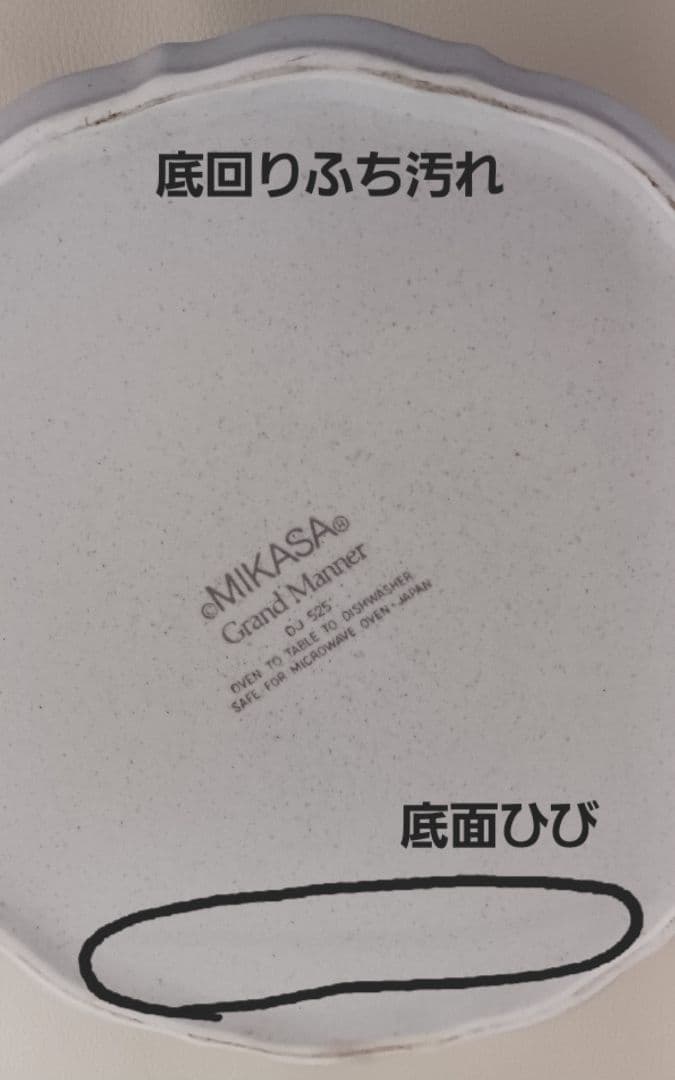 底回りふち汚れ
©MIKASA®
Grand Manner
DJ 525
OVEN TO TABLE TO DISHWASHER
SAFE FOR MICROWAVE OVEN・JAPAN
底面ひび